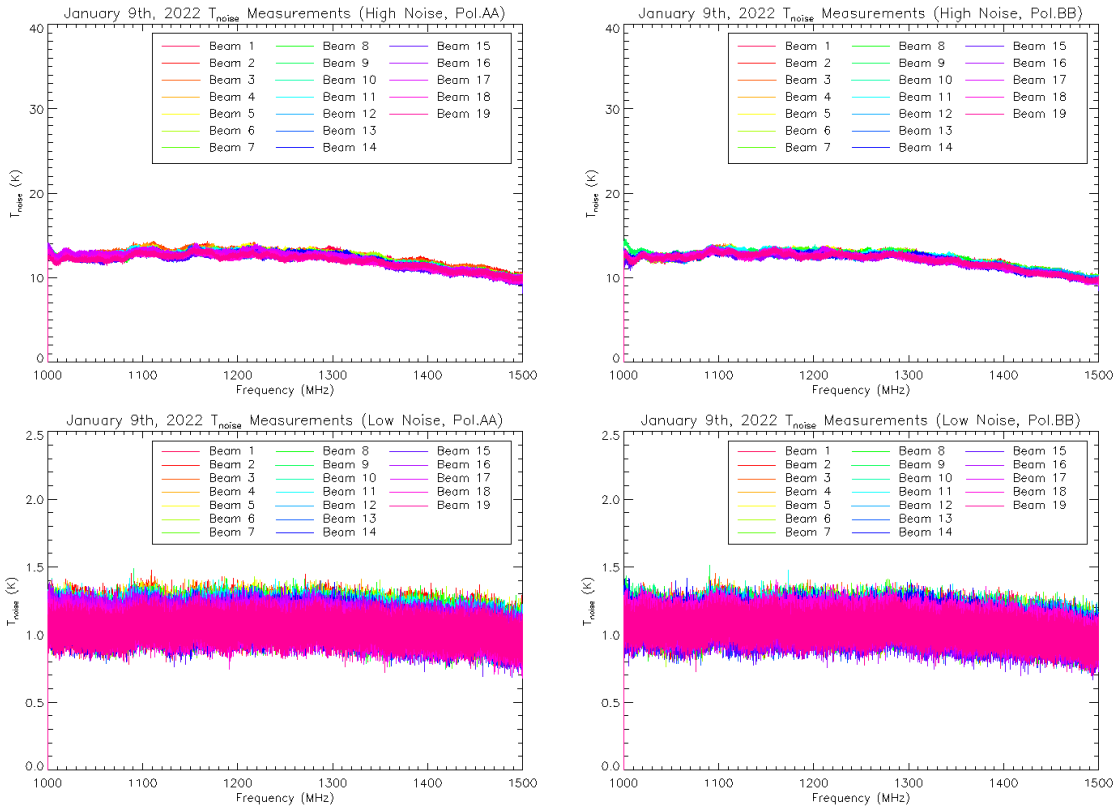 January 9th, 2022 Tnoise Measurements (High Noise, Pol.AA)
40
30
20
10
0
Tnoise (K)
Beam 1 Beam 8 Beam 15
Beam 2 Beam 9 Beam 16
Beam 3 Beam 10 Beam 17
Beam 4 Beam 11 Beam 18
Beam 5 Beam 12 Beam 19
Beam 6 Beam 13
Beam 7 Beam 14
1000 1100 1200 1300 1400 1500
Frequency (MHz)
January 9th, 2022 Tnoise Measurements (High Noise, Pol.BB)
40
30
20
10
0
Tnoise (K)
Beam 1 Beam 8 Beam 15
Beam 2 Beam 9 Beam 16
Beam 3 Beam 10 Beam 17
Beam 4 Beam 11 Beam 18
Beam 5 Beam 12 Beam 19
Beam 6 Beam 13
Beam 7 Beam 14
1000 1100 1200 1300 1400 1500
Frequency (MHz)
January 9th, 2022 Tnoise Measurements (Low Noise, Pol.AA)
2.5
2.0
1.5
1.0
0.5
0.0
Tnoise (K)
Beam 1 Beam 8 Beam 15
Beam 2 Beam 9 Beam 16
Beam 3 Beam 10 Beam 17
Beam 4 Beam 11 Beam 18
Beam 5 Beam 12 Beam 19
Beam 6 Beam 13
Beam 7 Beam 14
1000 1100 1200 1300 1400 1500
Frequency (MHz)
January 9th, 2022 Tnoise Measurements (Low Noise, Pol.BB)
2.5
2.0
1.5
1.0
0.5
0.0
Tnoise (K)
Beam 1 Beam 8 Beam 15
Beam 2 Beam 9 Beam 16
Beam 3 Beam 10 Beam 17
Beam 4 Beam 11 Beam 18
Beam 5 Beam 12 Beam 19
Beam 6 Beam 13
Beam 7 Beam 14
1000 1100 1200 1300 1400 1500
Frequency (MHz)